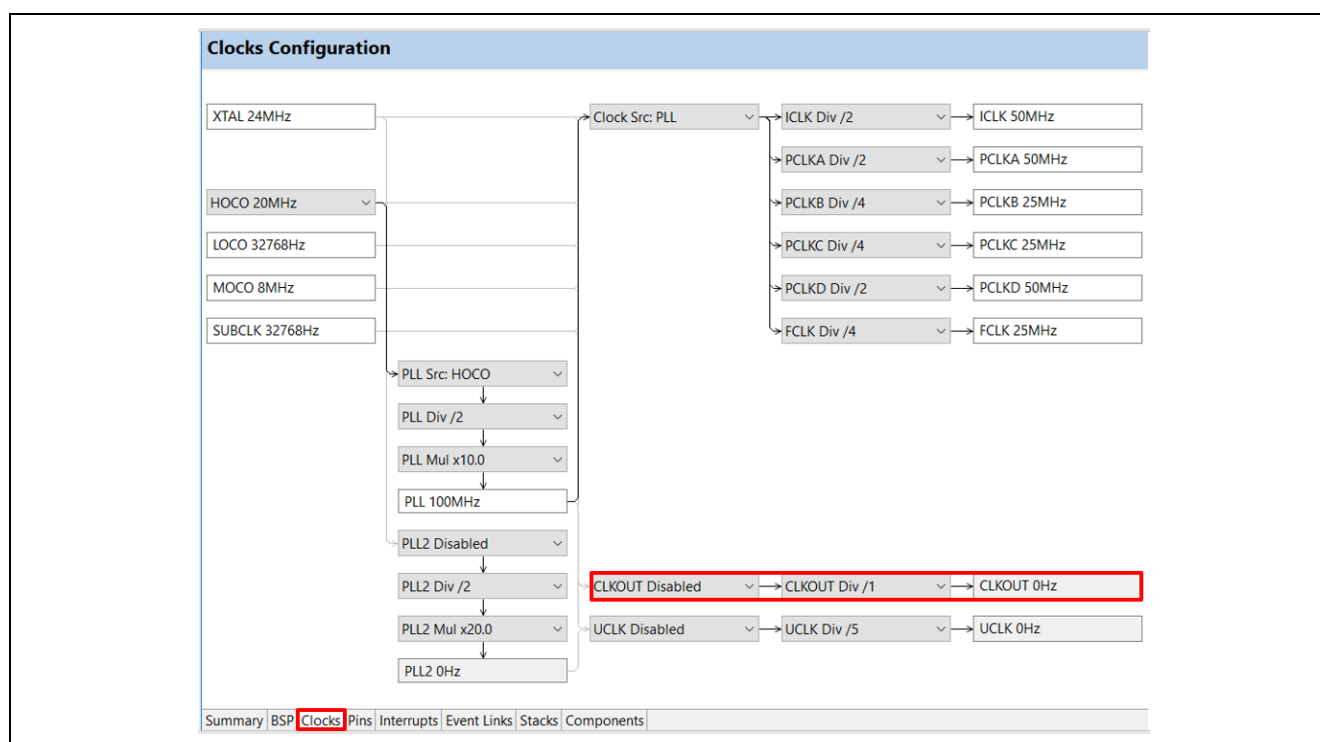 Clocks Configuration
XTAL 24MHz
Clock Src: PLL
ICLK Div /2
ICLK 50MHz
PCLKA Div /2
PCLKA 50MHz
HOCO 20MHz
PCLKB Div /4
PCLKB 25MHz
LOCO 32768Hz
PCLKC Div /4
PCLKC 25MHz
MOCO 8MHz
PCLKD Div /2
PCLKD 50MHz
SUBCLK 32768Hz
FCLK Div /4
FCLK 25MHz
PLL Src: HOCO
PLL Div /2
PLL Mul x10.0
PLL 100MHz
PLL2 Disabled
PLL2 Div /2
CLKOUT Disabled
CLKOUT Div /1
CLKOUT 0Hz
PLL2 Mul x20.0
UCLK Disabled
UCLK Div /5
UCLK 0Hz
PLL2 0Hz
Summary BSP Clocks Pins Interrupts Event Links Stacks Components